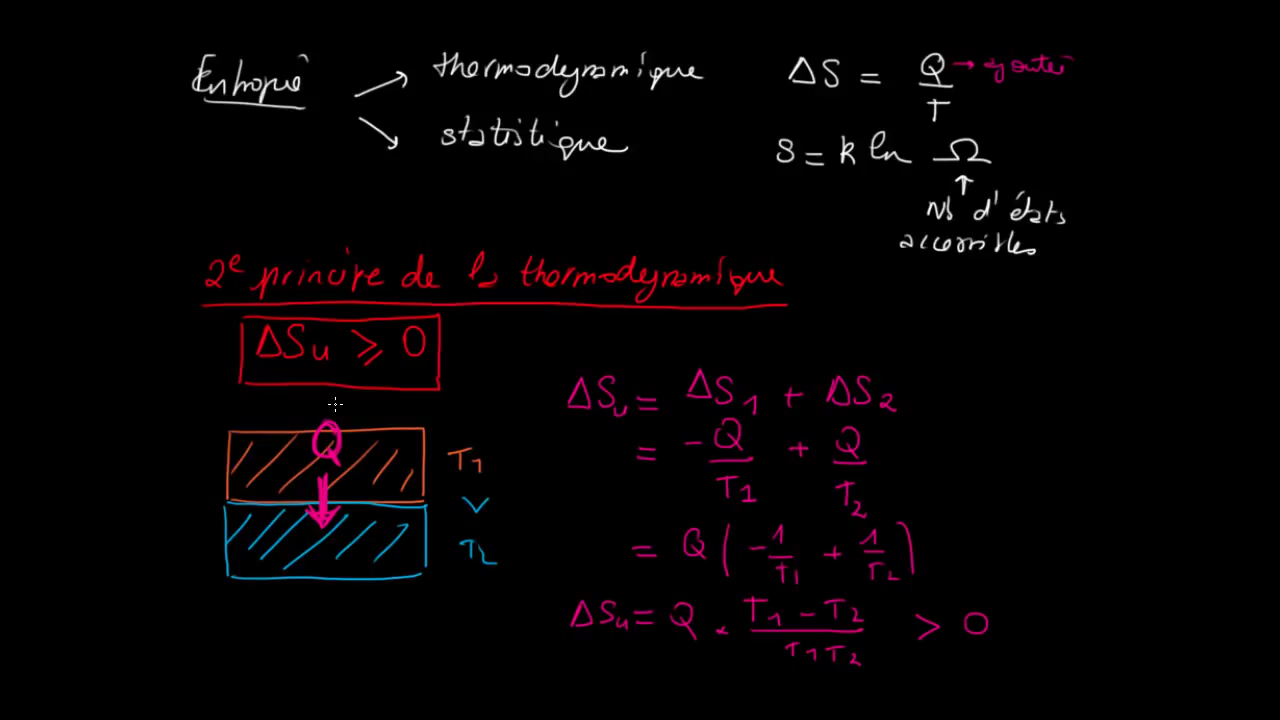 Entropie → thermodynamique ΔS = Q/T → ajoutée
→ statistique S = k ln Ω
↑
Nb d'états
accessibles
2e principe de la thermodynamique
ΔSu ≥ 0
Q
T1
V
T2
ΔSu = ΔS1 + ΔS2
= -Q/T1 + Q/T2
= Q (-1/T1 + 1/T2)
ΔSu = Q . (T1 - T2)/(T1T2) > 0